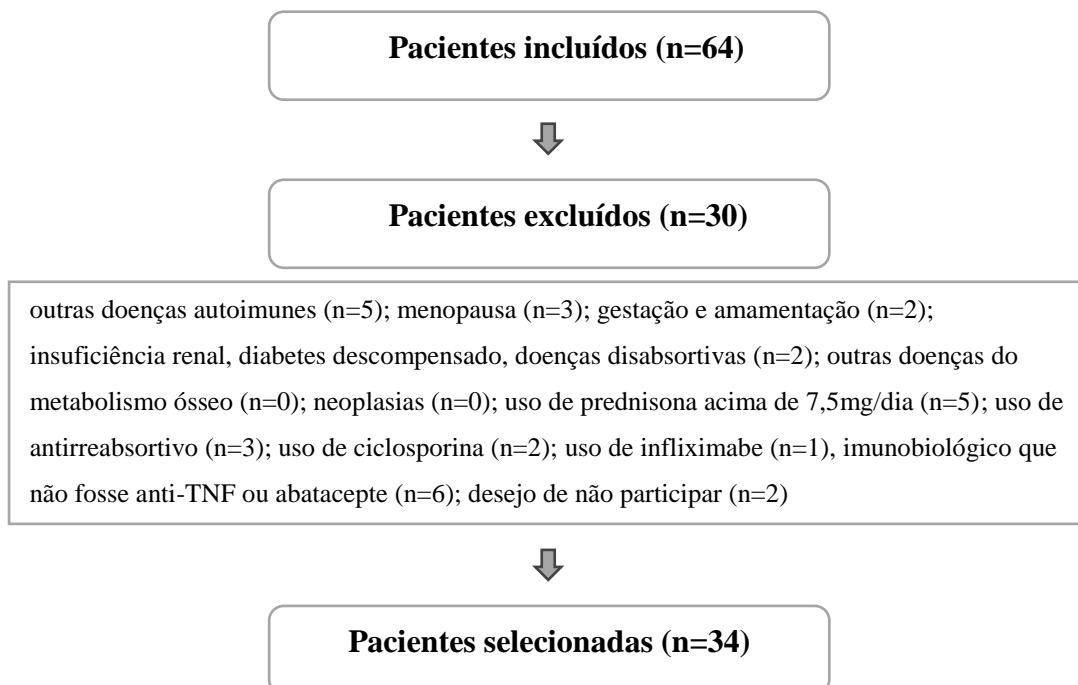 Pacientes incluídos (n=64)
Pacientes excluídos (n=30)
outras doenças autoimunes (n=5); menopausa (n=3); gestação e amamentação (n=2);
insuficiência renal, diabetes descompensado, doenças disabsortivas (n=2); outras doenças do
metabolismo ósseo (n=0); neoplasias (n=0); uso de prednisona acima de 7,5mg/dia (n=5); uso de
antirreabsortivo (n=3); uso de ciclosporina (n=2); uso de infliximabe (n=1), imunobiológico que
não fosse anti-TNF ou abatacepte (n=6); desejo de não participar (n=2)
Pacientes selecionadas (n=34)